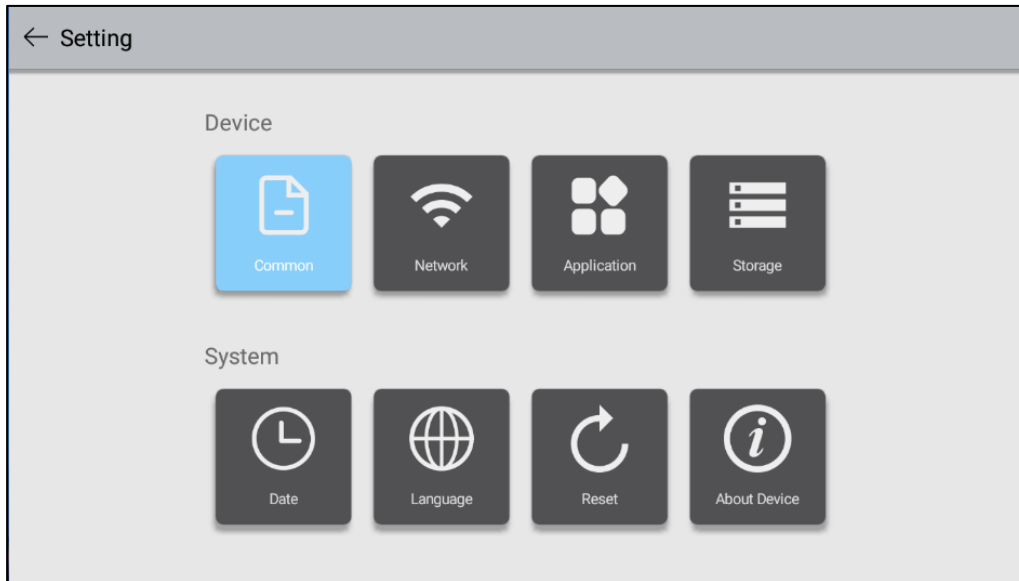 Setting
Device
Common
Network
Application
Storage
System
Date
Language
Reset
About Device